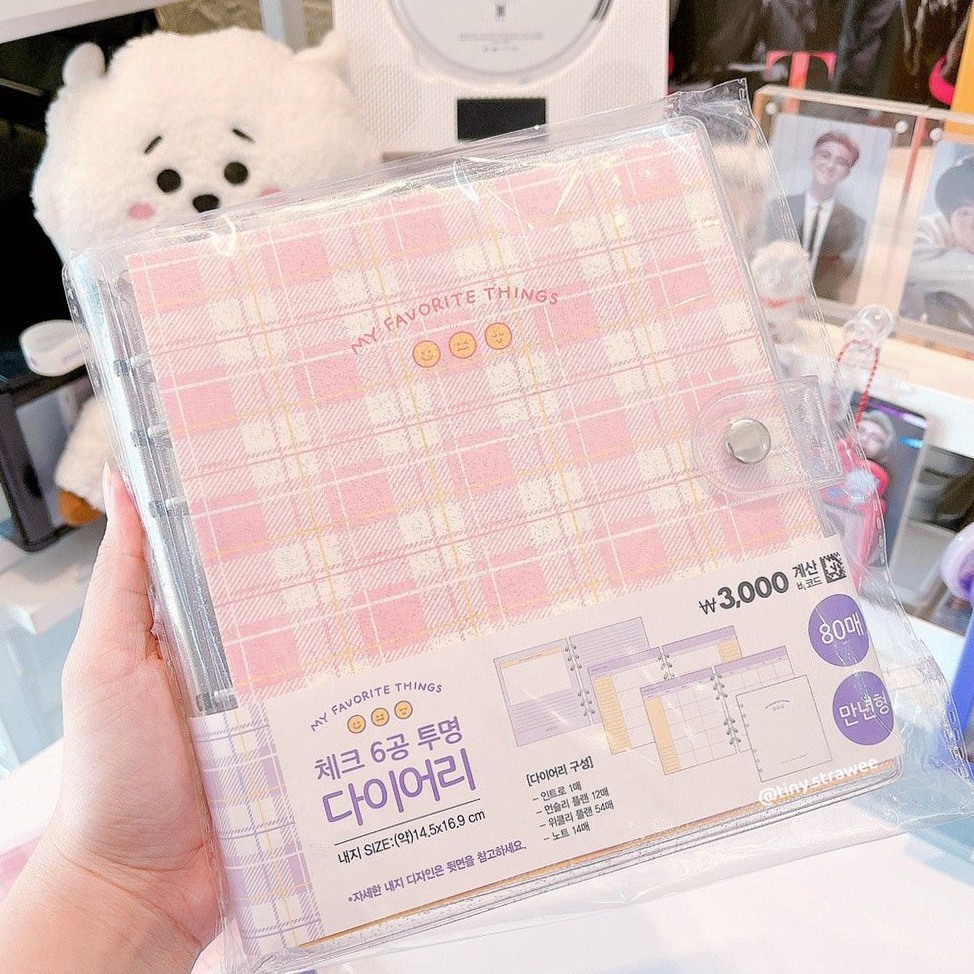 MY FAVORITE THINGS
₩3,000 계산
바.코드
80매
만년형
MY FAVORITE THINGS
체크 6공 투명
다이어리
내지 SIZE:(약)14.5x16.9 cm
*자세한 내지 디자인은 뒷면을 참고하세요.
[다이어리 구성]
- 인트로 1매
- 먼슬리 플랜 12매
- 위클리 플랜 54매
- 노트 14매
@tiny.strawee